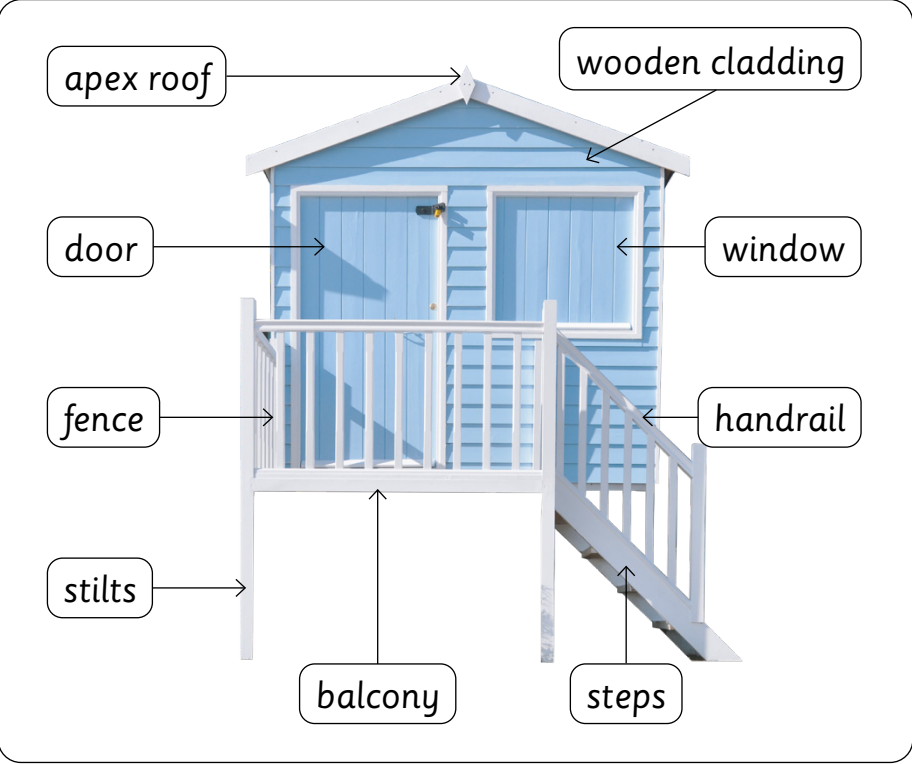 apex roof
wooden cladding
door
window
fence
handrail
stilts
balcony
steps